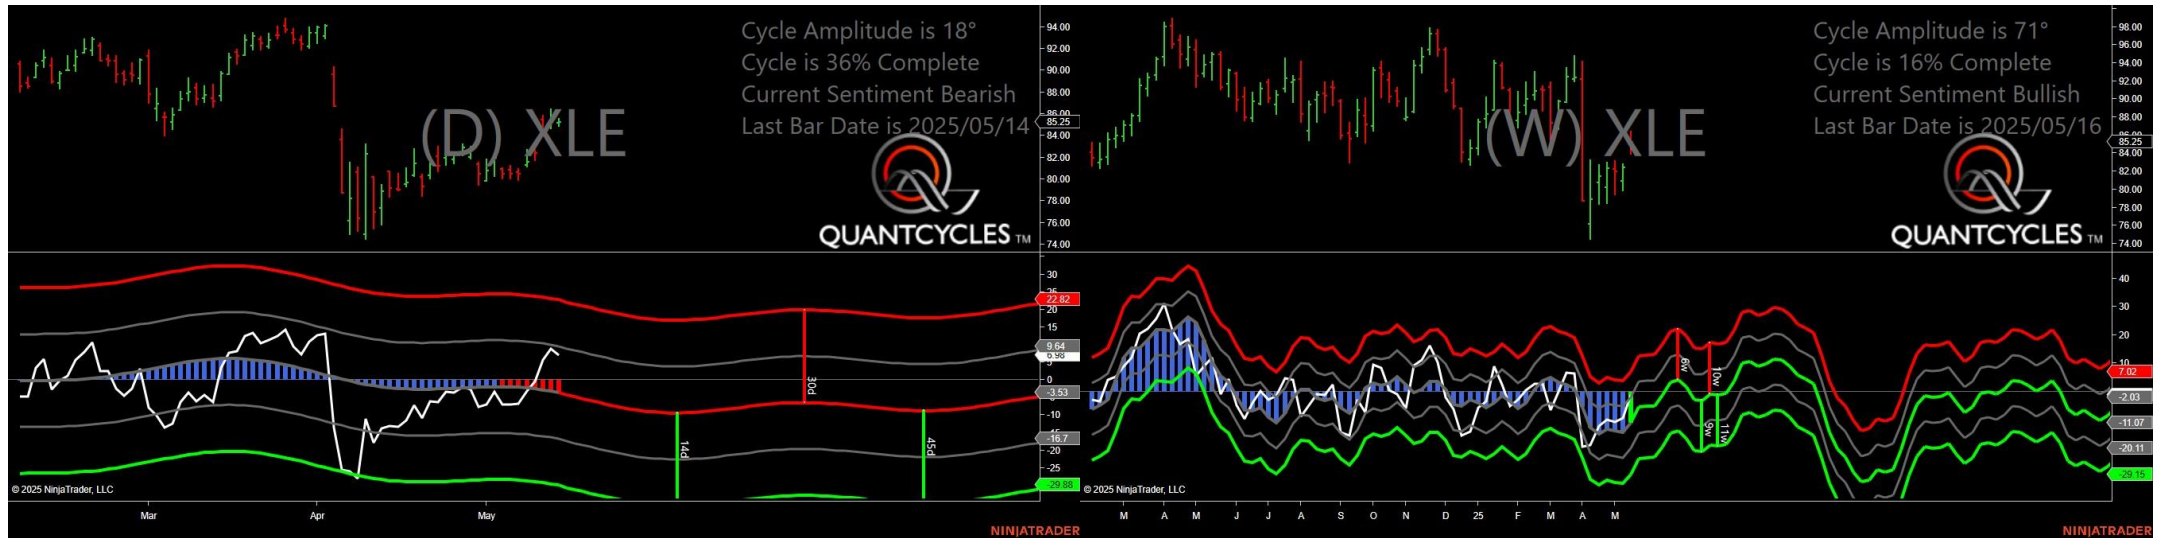 Cycle Amplitude is 18°
Cycle is 36% Complete
Current Sentiment Bearish
Last Bar Date is 2025/05/14
(D) XLE
QUANTCYCLES TM
94.00
92.00
90.00
88.00
86.00
85.25
84.00
82.00
80.00
78.00
76.00
74.00
30
25
22.82
20
15
10
9.64
6.98
5
0
-3.53
-5
-10
-15
-16.7
-20
-25
-29.88
30d
14d
45d
© 2025 NinjaTrader, LLC
Mar
Apr
May
NINJATRADER
Cycle Amplitude is 71°
Cycle is 16% Complete
Current Sentiment Bullish
Last Bar Date is 2025/05/16
(W) XLE
QUANTCYCLES TM
98.00
96.00
94.00
92.00
90.00
88.00
86.00
85.25
84.00
82.00
80.00
78.00
76.00
74.00
40
30
20
10
7.02
-2.03
-11.07
-20.11
-29.15
6w
10w
9w
11w
© 2025 NinjaTrader, LLC
M
A
M
J
J
A
S
O
N
D
25
F
M
A
M
NINJATRADER